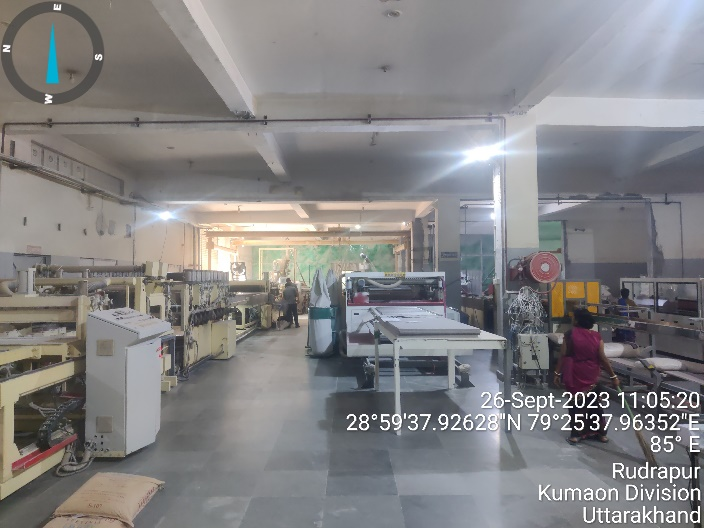 E
N
S
W
26-Sept-2023 11:05:20
28°59'37.92628"N 79°25'37.96352"E
85° E
Rudrapur
Kumaon Division
Uttarakhand